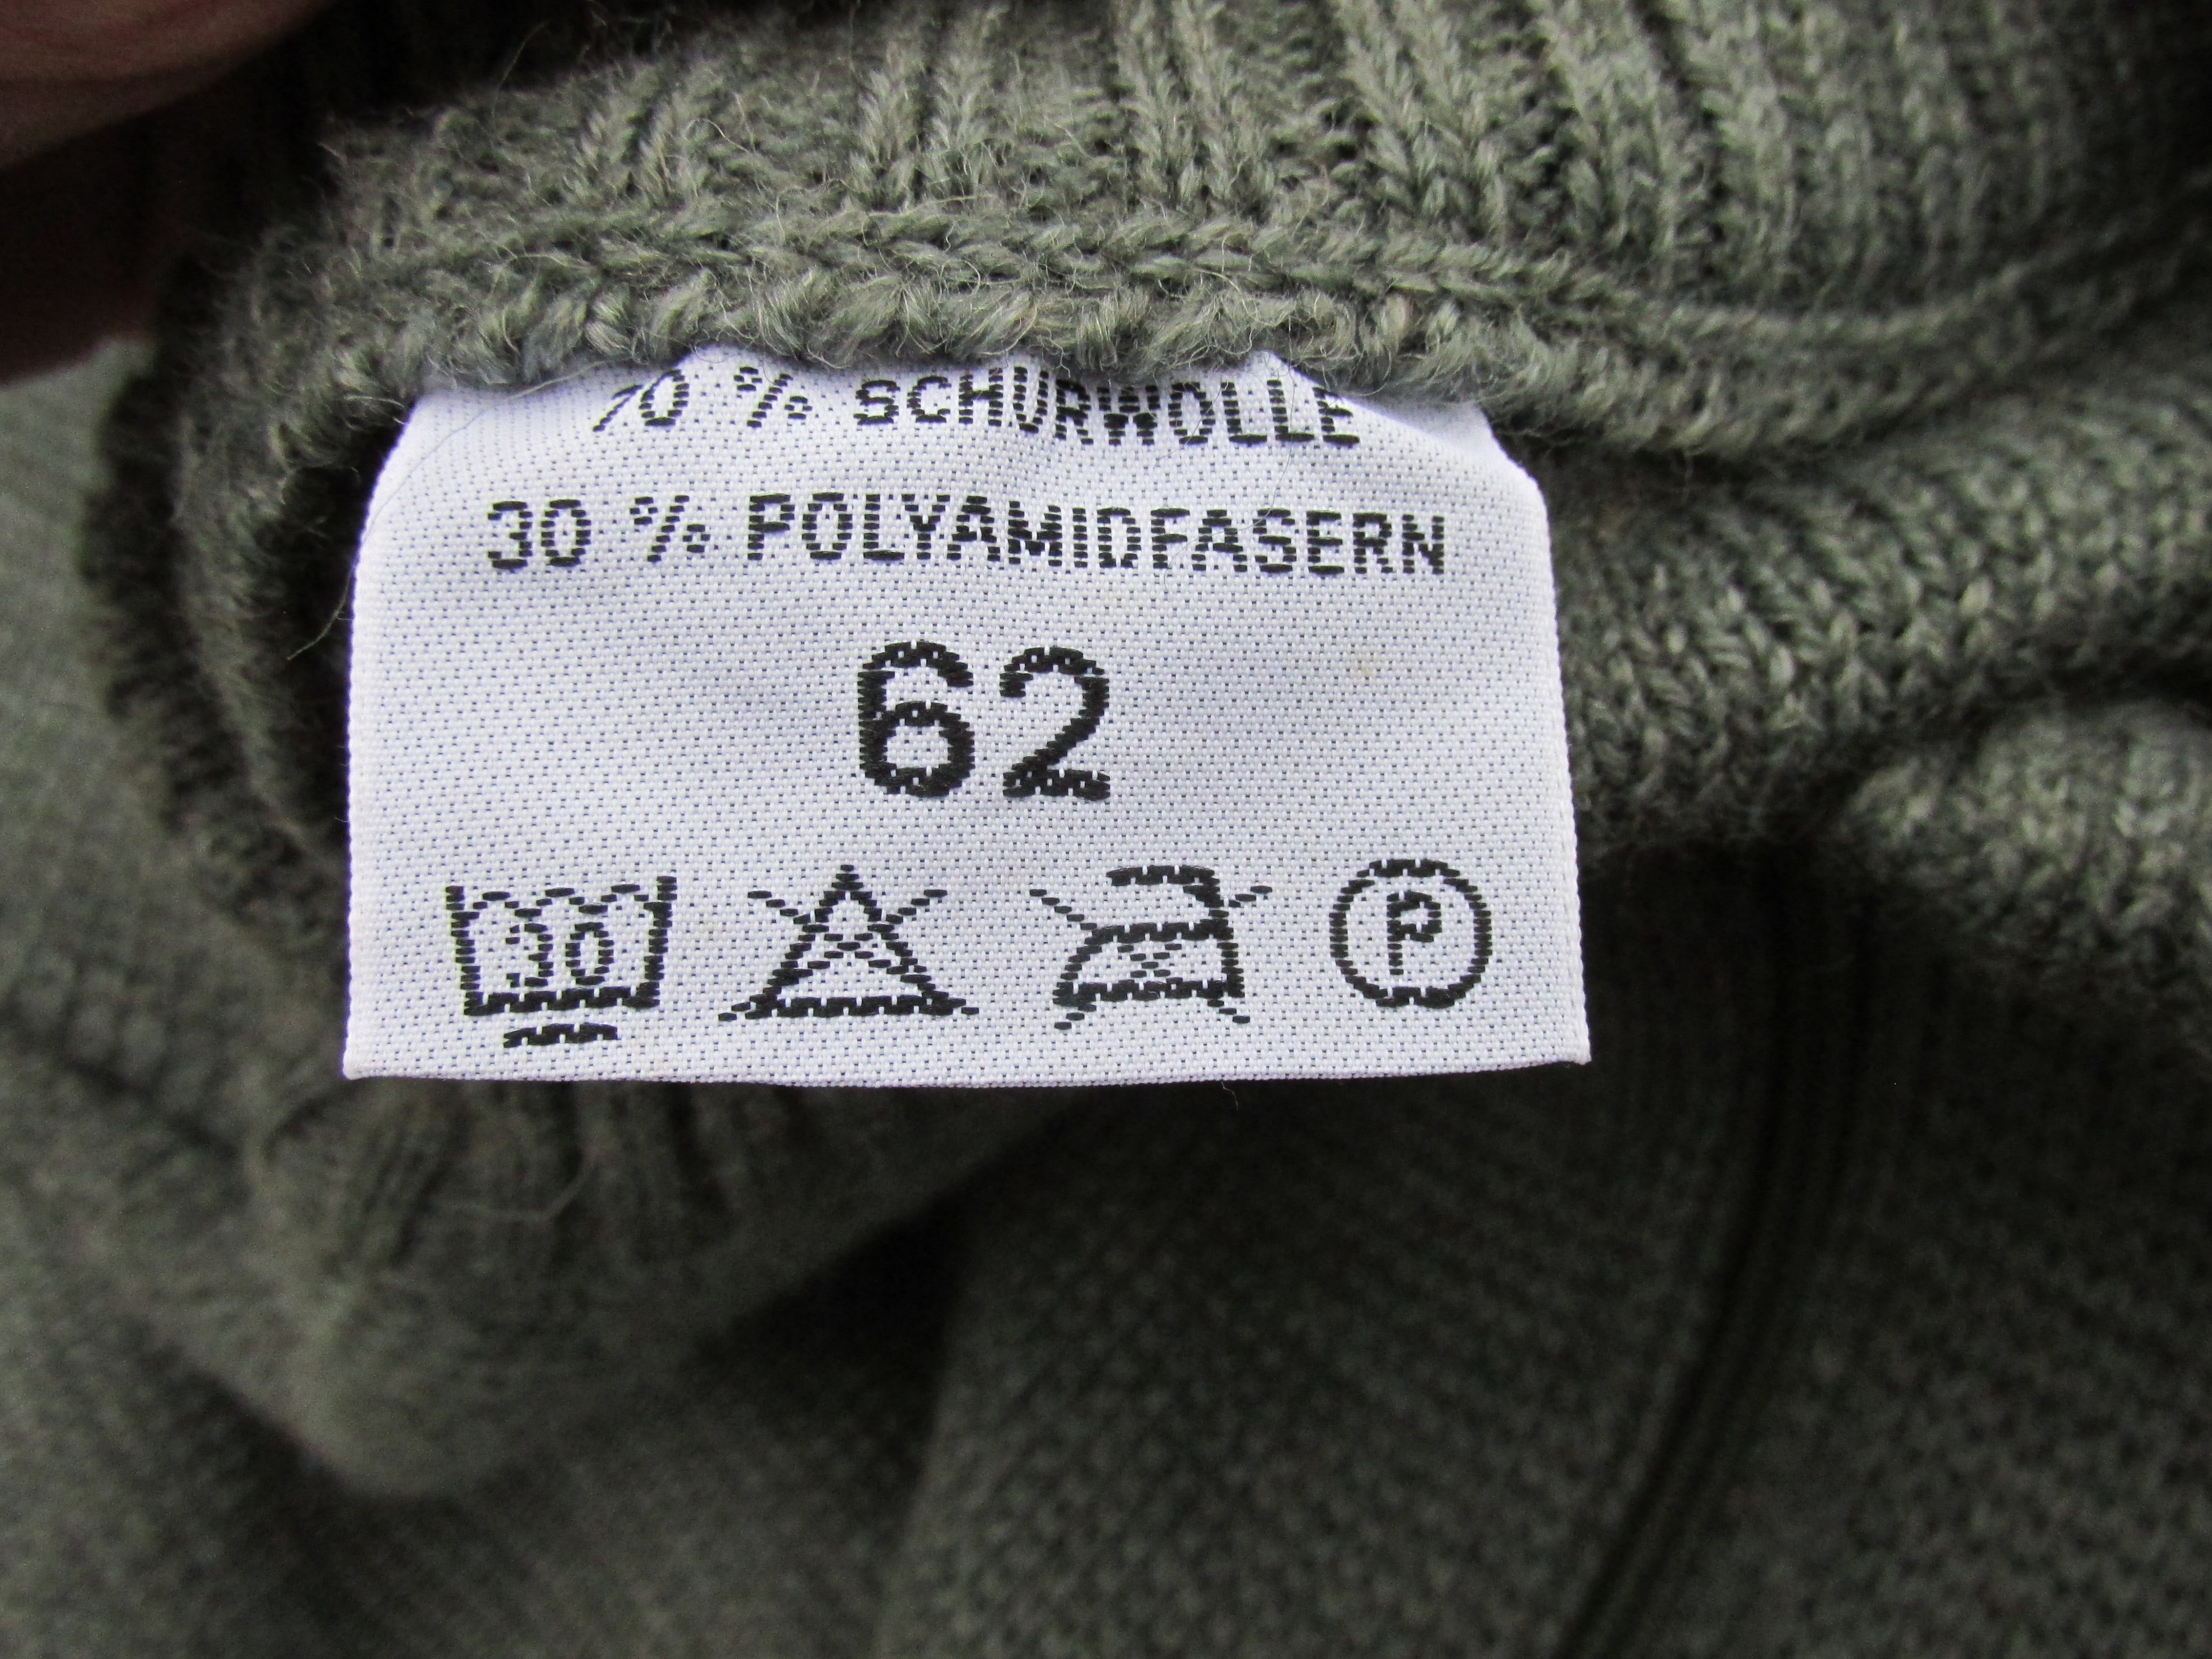 70 % SCHURWOLLE
30 % POLYAMIDFASERN
62
30 P